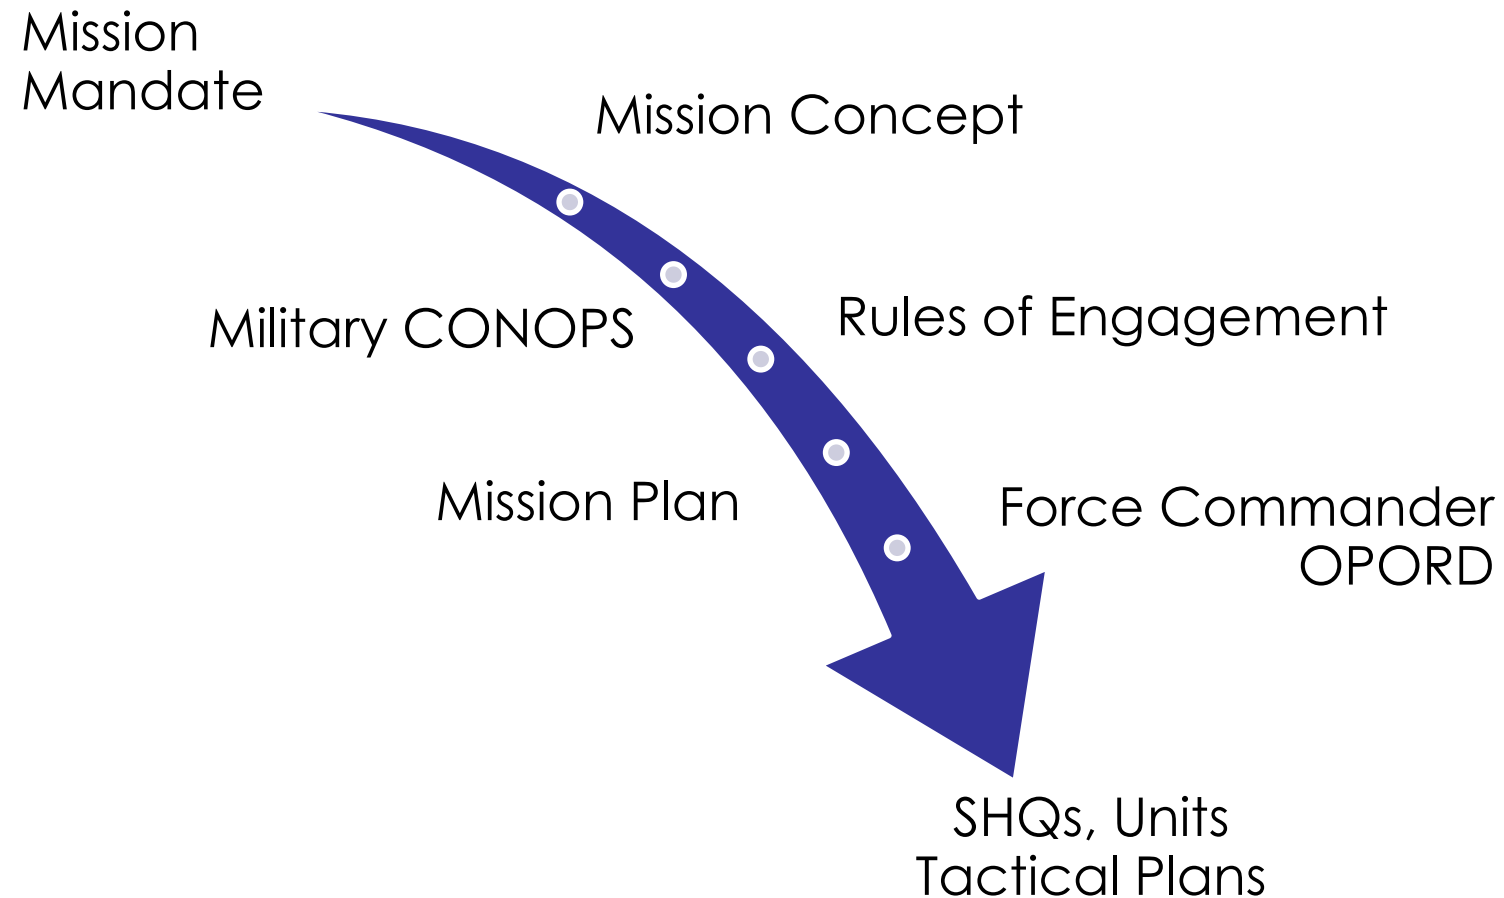 Mission
Mandate
Mission Concept
Military CONOPS
Rules of Engagement
Mission Plan
Force Commander
OPORD
SHQs, Units
Tactical Plans